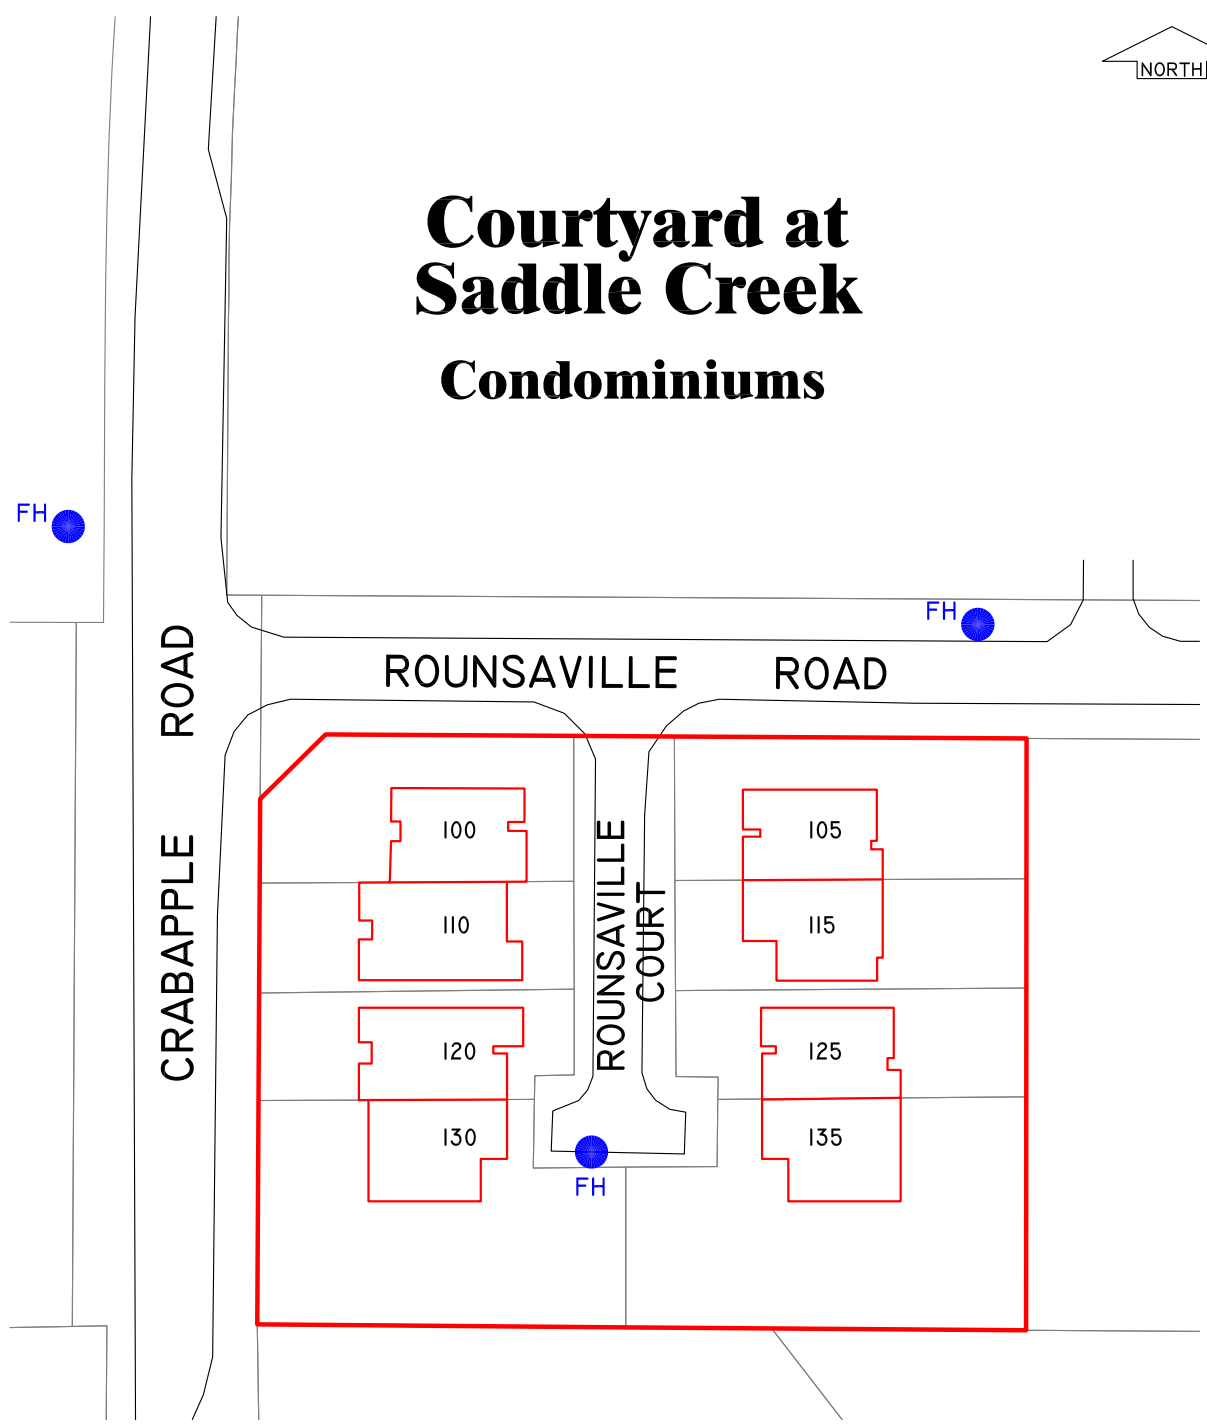 NORTH
Courtyard at
Saddle Creek
Condominiums
FH
FH
ROUNSAVILLE ROAD
CRABAPPLE ROAD
ROUNSAVILLE
COURT
100
105
110
115
120
125
130
135
FH